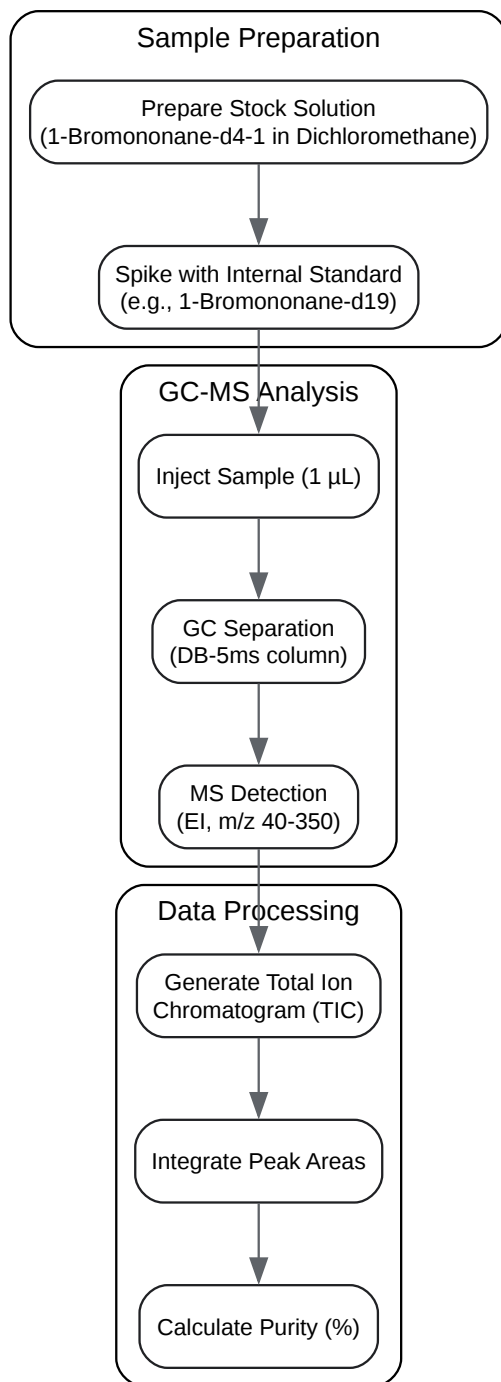 Sample Preparation
Prepare Stock Solution
(1-Bromononane-d4-1 in Dichloromethane)
Spike with Internal Standard
(e.g., 1-Bromononane-d19)
GC-MS Analysis
Inject Sample (1 µL)
GC Separation
(DB-5ms column)
MS Detection
(EI, m/z 40-350)
Data Processing
Generate Total Ion
Chromatogram (TIC)
Integrate Peak Areas
Calculate Purity (%)